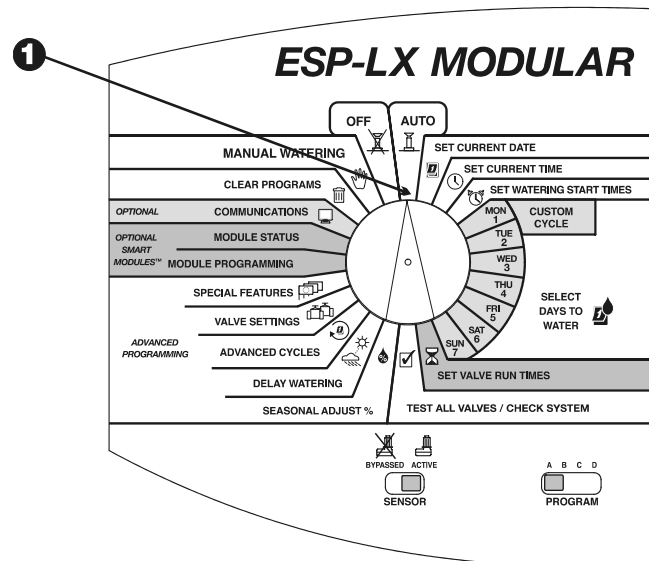 1
ESP-LX MODULAR
OFF
AUTO
MANUAL WATERING
CLEAR PROGRAMS
OPTIONAL
COMMUNICATIONS
OPTIONAL
SMART
MODULES™
MODULE STATUS
MODULE PROGRAMMING
SPECIAL FEATURES
VALVE SETTINGS
ADVANCED
PROGRAMMING
ADVANCED CYCLES
DELAY WATERING
SEASONAL ADJUST %
SET CURRENT DATE
SET CURRENT TIME
SET WATERING START TIMES
MON
1
CUSTOM
CYCLE
TUE
2
WED
3
THU
4
FRI
5
SAT
6
SUN
7
SELECT
DAYS TO
WATER
SET VALVE RUN TIMES
TEST ALL VALVES / CHECK SYSTEM
%
BYPASSED ACTIVE
SENSOR
A B C D
PROGRAM